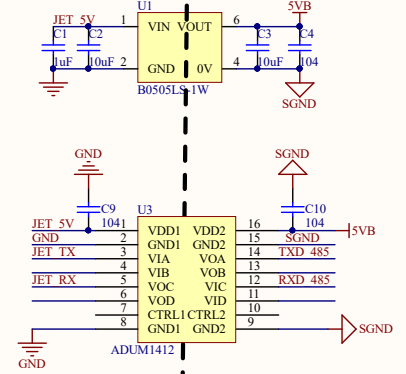 U1
5VB
JET_5V
1
VIN
VOUT
6
C1
C2
C3
C4
1uF
10uF
2
GND
0V
4
10uF
104
B0505LS-1W
SGND
GND
SGND
C9
104
U3
C10
104
JET_5V
1
VDD1
VDD2
16
5VB
GND
2
GND1
GND2
15
SGND
JET_TX
3
VIA
VOA
14
TXD_485
4
VIB
VOB
13
JET_RX
5
VOC
VIC
12
RXD_485
6
VOD
VID
11
7
CTRL1
CTRL2
10
8
GND1
GND2
9
SGND
ADUM1412
GND